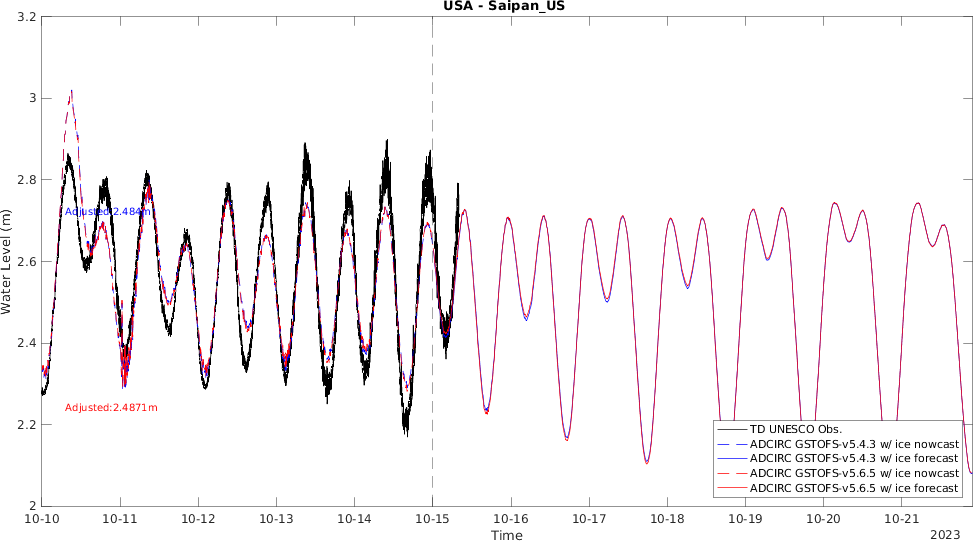 USA - Saipan_US
3.2
3
2.8
2.6
2.4
2.2
2
Water Level (m)
Adjusted:2.484m
Adjusted:2.4871m
TD UNESCO Obs.
ADCIRC GSTOFS-v5.4.3 w/ ice nowcast
ADCIRC GSTOFS-v5.4.3 w/ ice forecast
ADCIRC GSTOFS-v5.6.5 w/ ice nowcast
ADCIRC GSTOFS-v5.6.5 w/ ice forecast
10-10 10-11 10-12 10-13 10-14 10-15 10-16 10-17 10-18 10-19 10-20 10-21
Time
2023